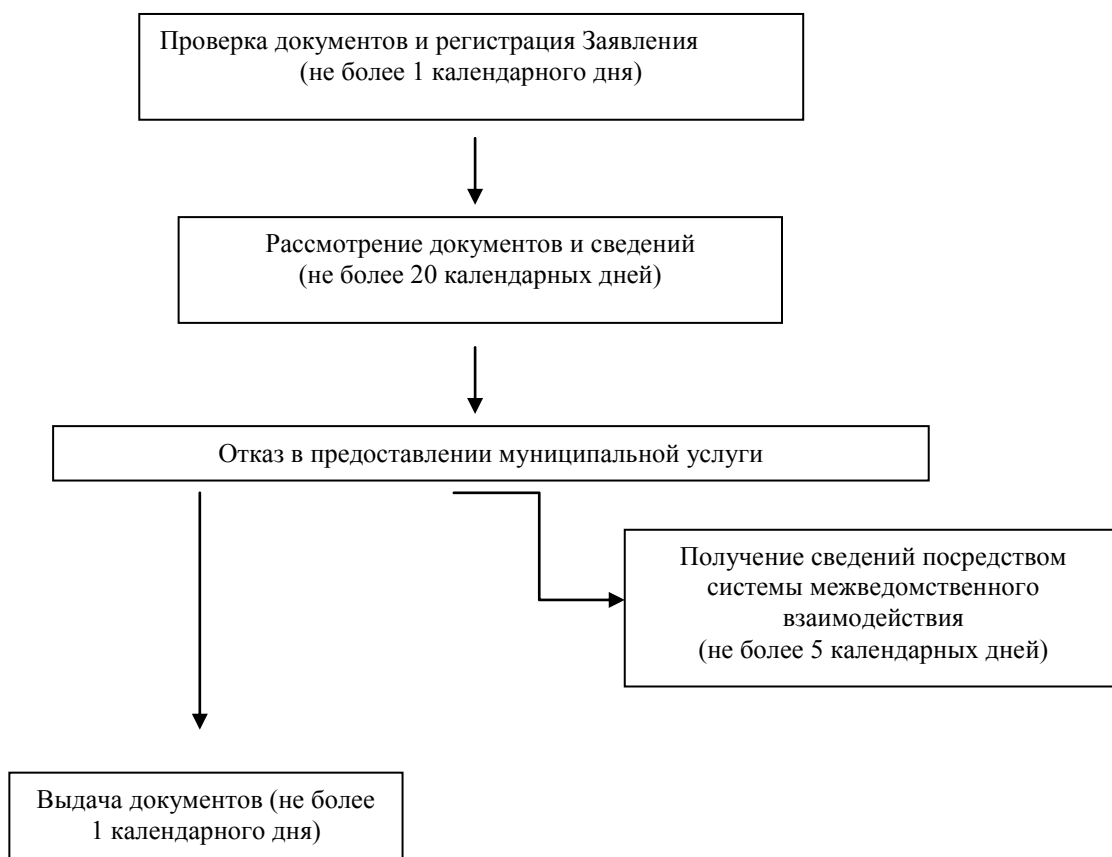 Проверка документов и регистрация Заявления
(не более 1 календарного дня)
Рассмотрение документов и сведений
(не более 20 календарных дней)
Отказ в предоставлении муниципальной услуги
Получение сведений посредством
системы межведомственного
взаимодействия
(не более 5 календарных дней)
Выдача документов (не более
1 календарного дня)